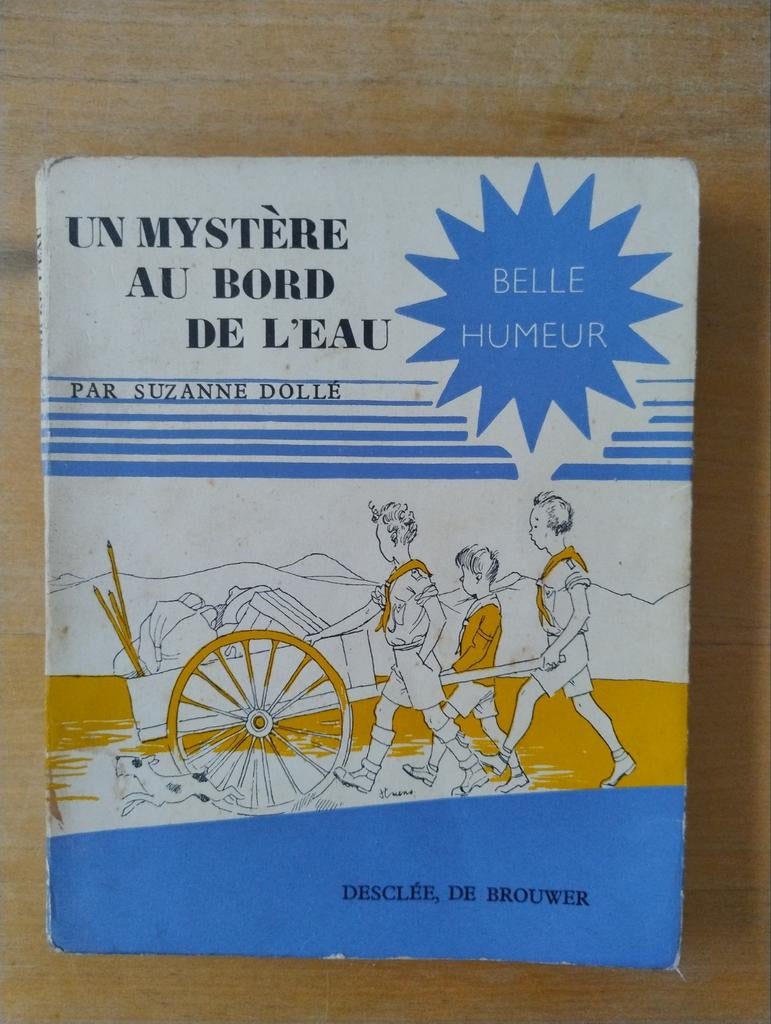 UN MYSTÈRE
AU BORD
DE L'EAU
BELLE
HUMEUR
PAR SUZANNE DOLLÉ
DESCLÉE, DE BROUWER